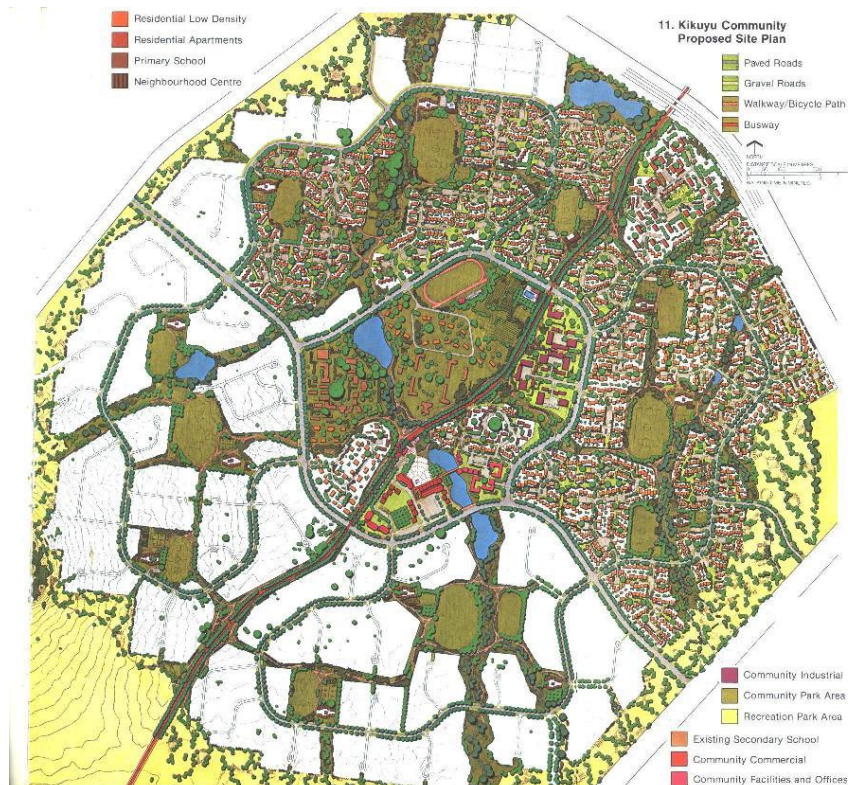 Residential Low Density
Residential Apartments
Primary School
Neighbourhood Centre
11. Kikuyu Community
Proposed Site Plan
Paved Roads
Gravel Roads
Walkway/Bicycle Path
Busway
NORTH
Community Industrial
Community Park Area
Recreation Park Area
Existing Secondary School
Community Commercial
Community Facilities and Offices